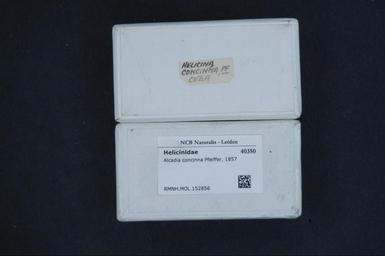 HELICINA
CONCINNA, PF.
CUBA
NCB Naturalis - Leiden
Helicinidae 40350
Alcadia concinna Pfeiffer, 1857
RMNH.MOL.152856